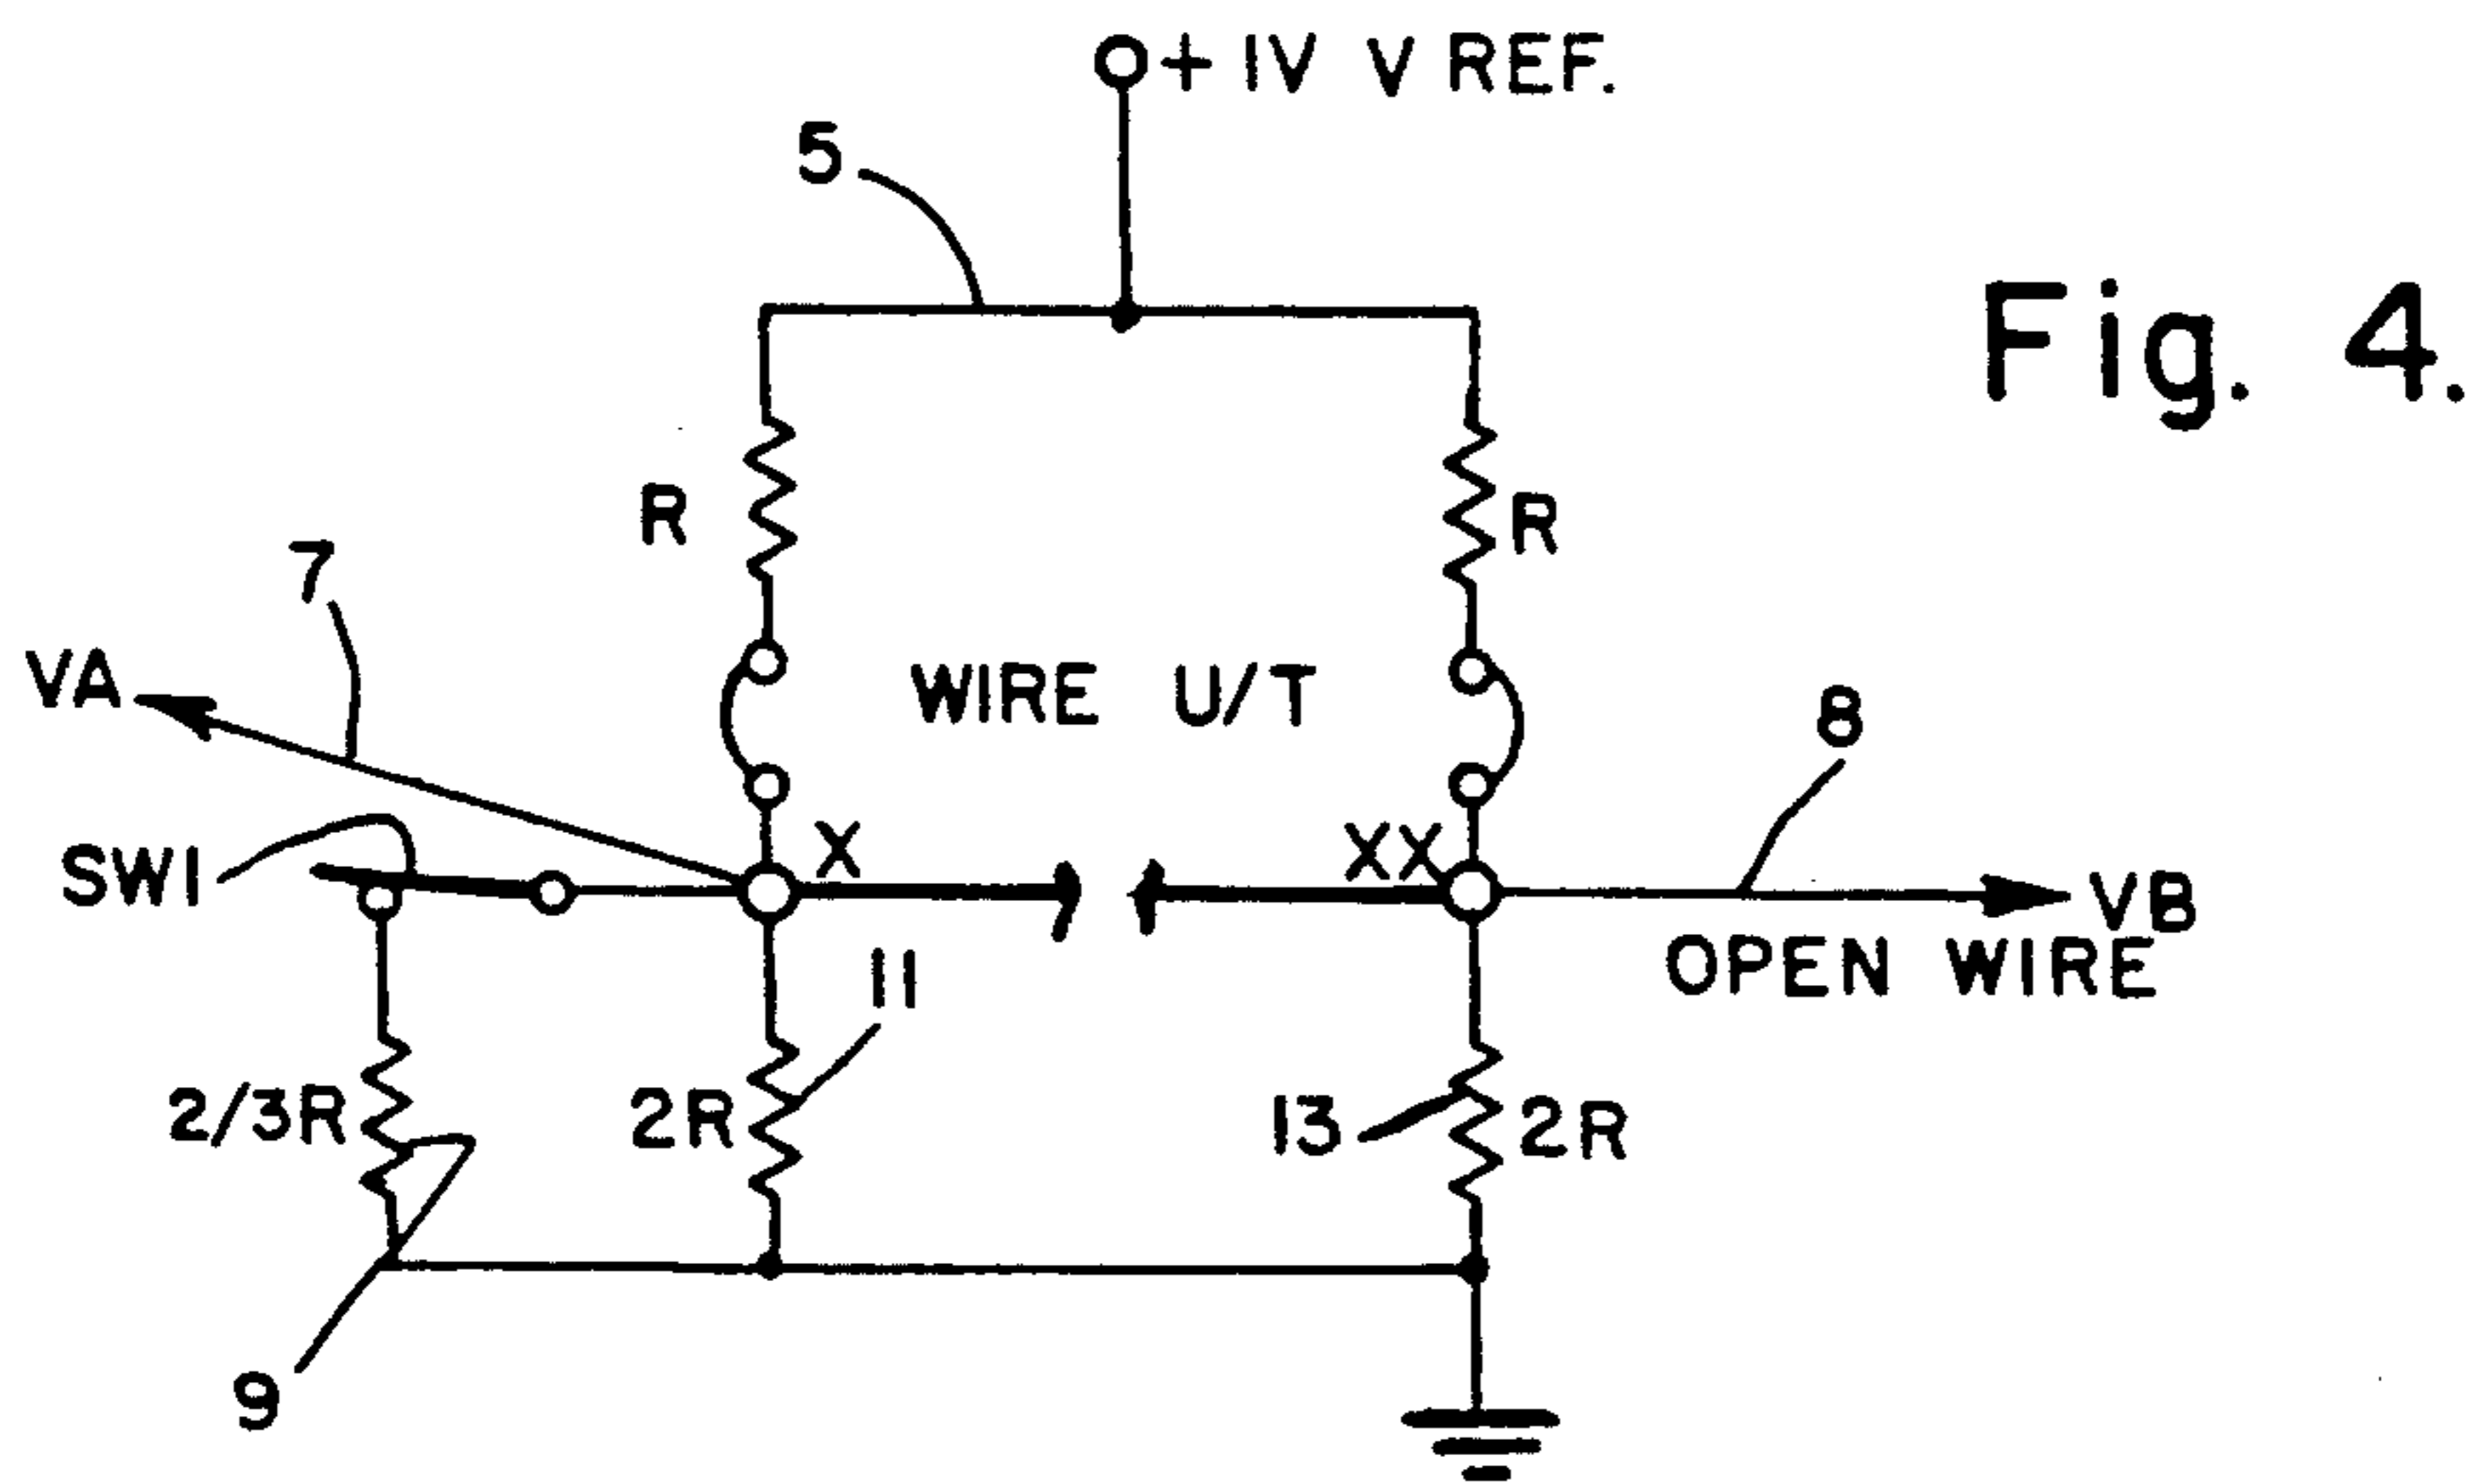 + 1V V REF.
5
Fig. 4.
R
R
7
VA
WIRE U/T
8
SW1
X
XX
VB
OPEN WIRE
11
2/3R
2R
13
2R
9